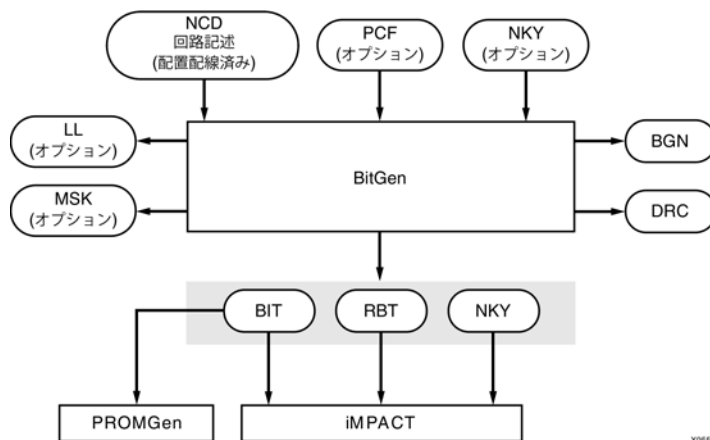 NCD
回路記述
(配置配線済み)
PCF
(オプション)
NKY
(オプション)
LL
(オプション)
BGN
BitGen
MSK
(オプション)
DRC
BIT
RBT
NKY
PROMGen
iMPACT